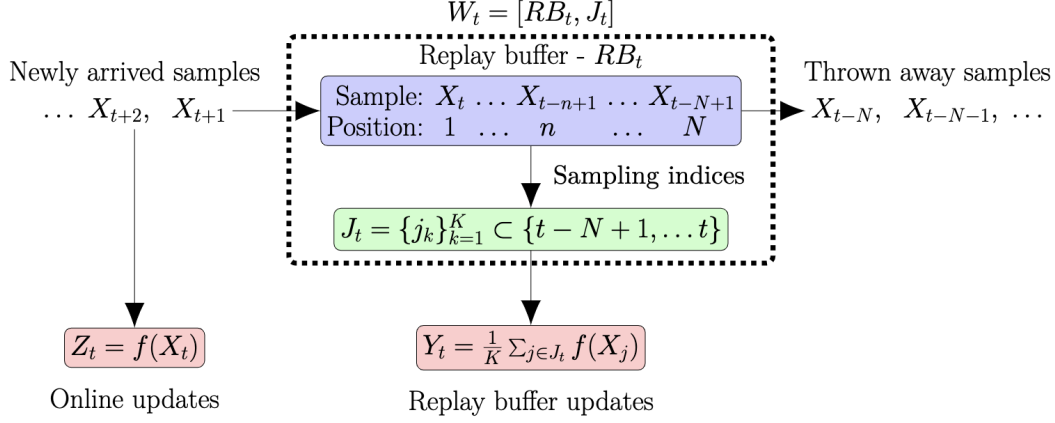 W_t = [RB_t, J_t]
Replay buffer - RB_t
Newly arrived samples
… X_{t+2}, X_{t+1}
Sample: X_t … X_{t−n+1} … X_{t−N+1}
Position: 1 … n … N
Thrown away samples
X_{t−N}, X_{t−N−1}, …
Sampling indices
J_t = {j_k}_{k=1}^K ⊂ {t − N + 1, … t}
Z_t = f(X_t)
Online updates
Y_t = \frac{1}{K} ∑_{j∈J_t} f(X_j)
Replay buffer updates